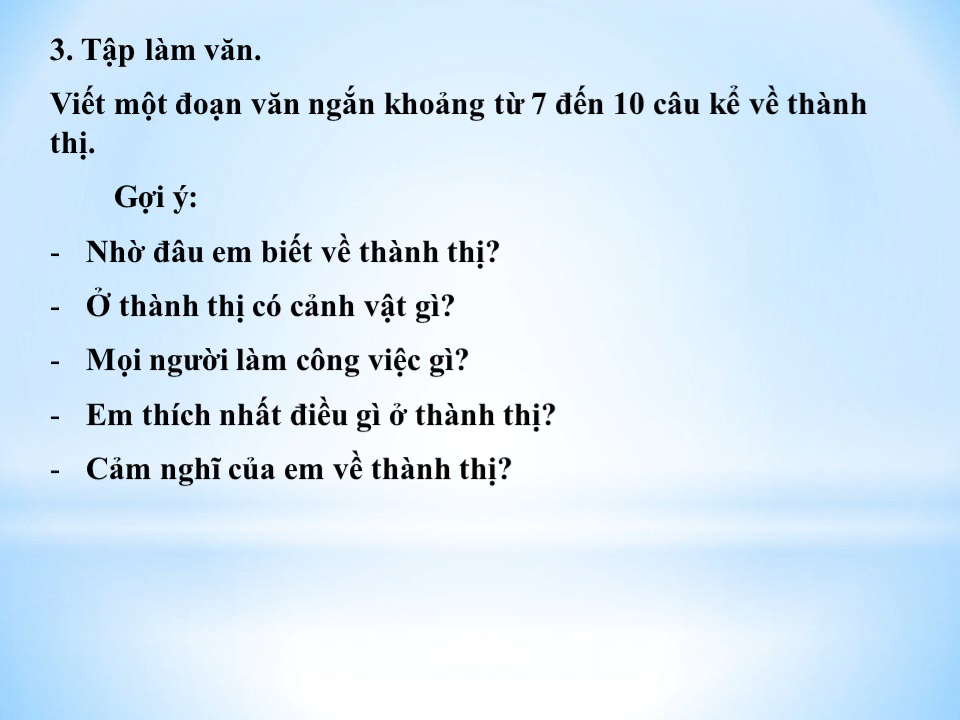 3. Tập làm văn.
Viết một đoạn văn ngắn khoảng từ 7 đến 10 câu kể về thành
thị.
Gợi ý:
- Nhờ đâu em biết về thành thị?
- Ở thành thị có cảnh vật gì?
- Mọi người làm công việc gì?
- Em thích nhất điều gì ở thành thị?
- Cảm nghĩ của em về thành thị?